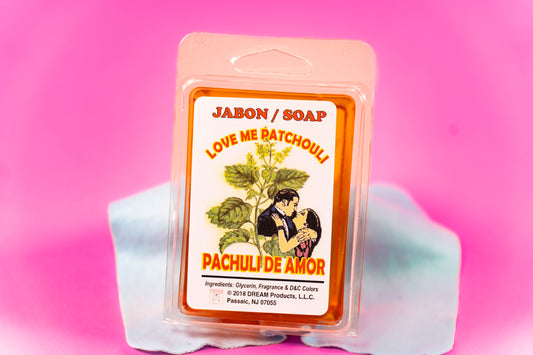 JABON / SOAP
LOVE ME PATCHOULI
PACHULI DE AMOR
Ingredients: Glycerin, Fragrance & D&C Colors
© 2018 DREAM Products, L.L.C.
Passaic, NJ 07055